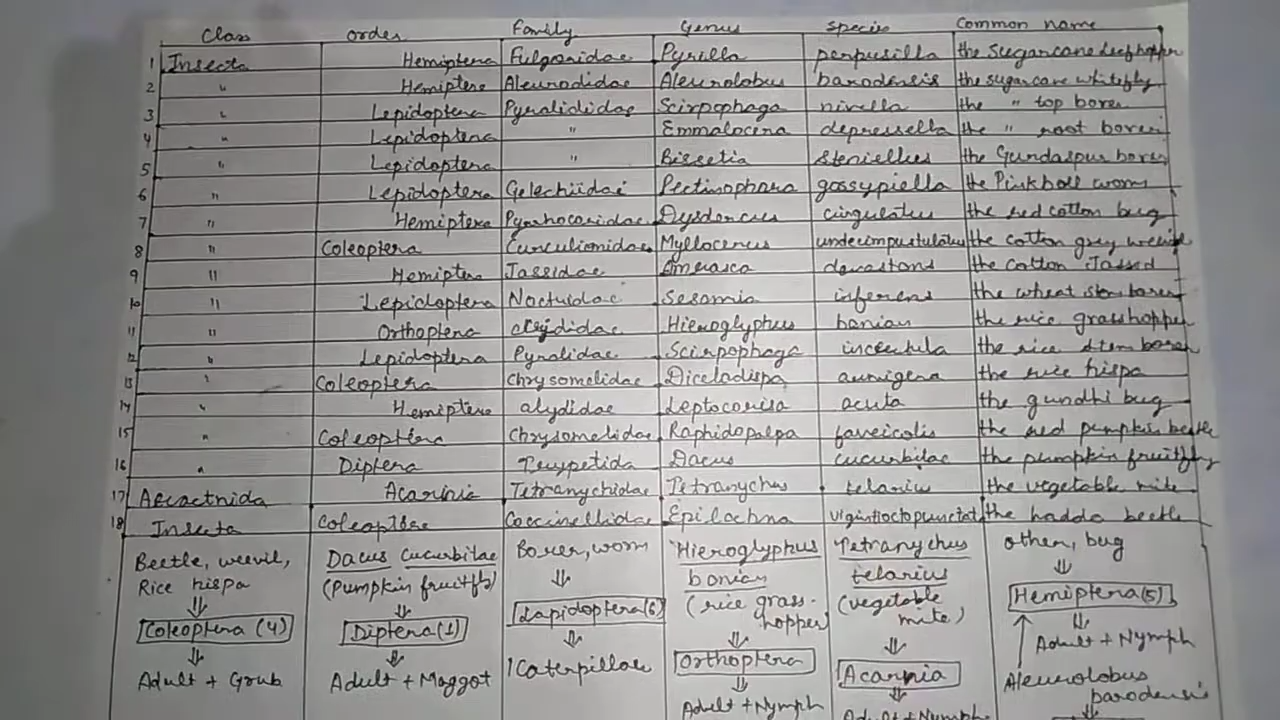 Class Order Family Genus Species Common name
1 Insecta Hemiptera Fulgoridae Pyrilla perpusilla the sugarcane leafhopper
2 " Hemiptera Aleurodidae Aleurolobus barodensis the sugarcane whitefly
3 " Lepidoptera Pyralididae Scirpophaga nivella the " top borer
4 " Lepidoptera " Emmalocera depressella the " root borer
5 " Lepidoptera " Bissetia steniellus the Gurdaspur borer
6 " Lepidoptera Gelechiidae Pectinophora gossypiella the Pink boll worm
7 " Hemiptera Pyrrhocoridae Dysdercus cingulatus the red cotton bug
8 " Coleoptera Curculionidae Myllocerus undecimpustulatus the cotton grey weevil
9 " Hemiptera Jassidae Amrasca devastans the cotton Jassid
10 " Lepidoptera Noctuidae Sesamia inferens the wheat stem borer
11 " Orthoptera Hieroglyphus banian the rice grasshopper
12 " Lepidoptera Pyralidae Scirpophaga incertula the rice stem borer
13 " Coleoptera Chrysomelidae Dicladispa armigera the rice hispa
14 " Hemiptera alydidae Leptocorisa acuta the gundhi bug
15 " Coleoptera Chrysomelidae Raphidopalpa foveicolis the red pumpkin beetle
16 " Diptera Trypetida Dacus cucurbitae the pumpkin fruitfly
17 Acarinia Tetranychidae Tetranychus telarius the vegetable mite
18 Insecta Coleoptera Coccinellidae Epilachna vigintioctopunctat the hadda beetle
Beetle, weevil,
Rice hispa
⇓
Coleoptera (4)
⇓
Adult + Grub
Dacus cucurbitae
(Pumpkin fruitfly)
⇓
Diptera (1)
⇓
Adult + Maggot
Borer, worm
⇓
Lapidoptera (6)
⇓
Caterpillar
Hieroglyphus
banian
(rice grass-
hopper)
⇓
Orthoptera
⇓
Adult + Nymph
Tetranychus
telarius
(vegetable
mite)
⇓
Acarnia
⇓
Adult + Nymph
other, bug
⇓
Hemiptera (5)
⇓
Adult + Nymph
↑
Aleurolobus
barodensis
⇓